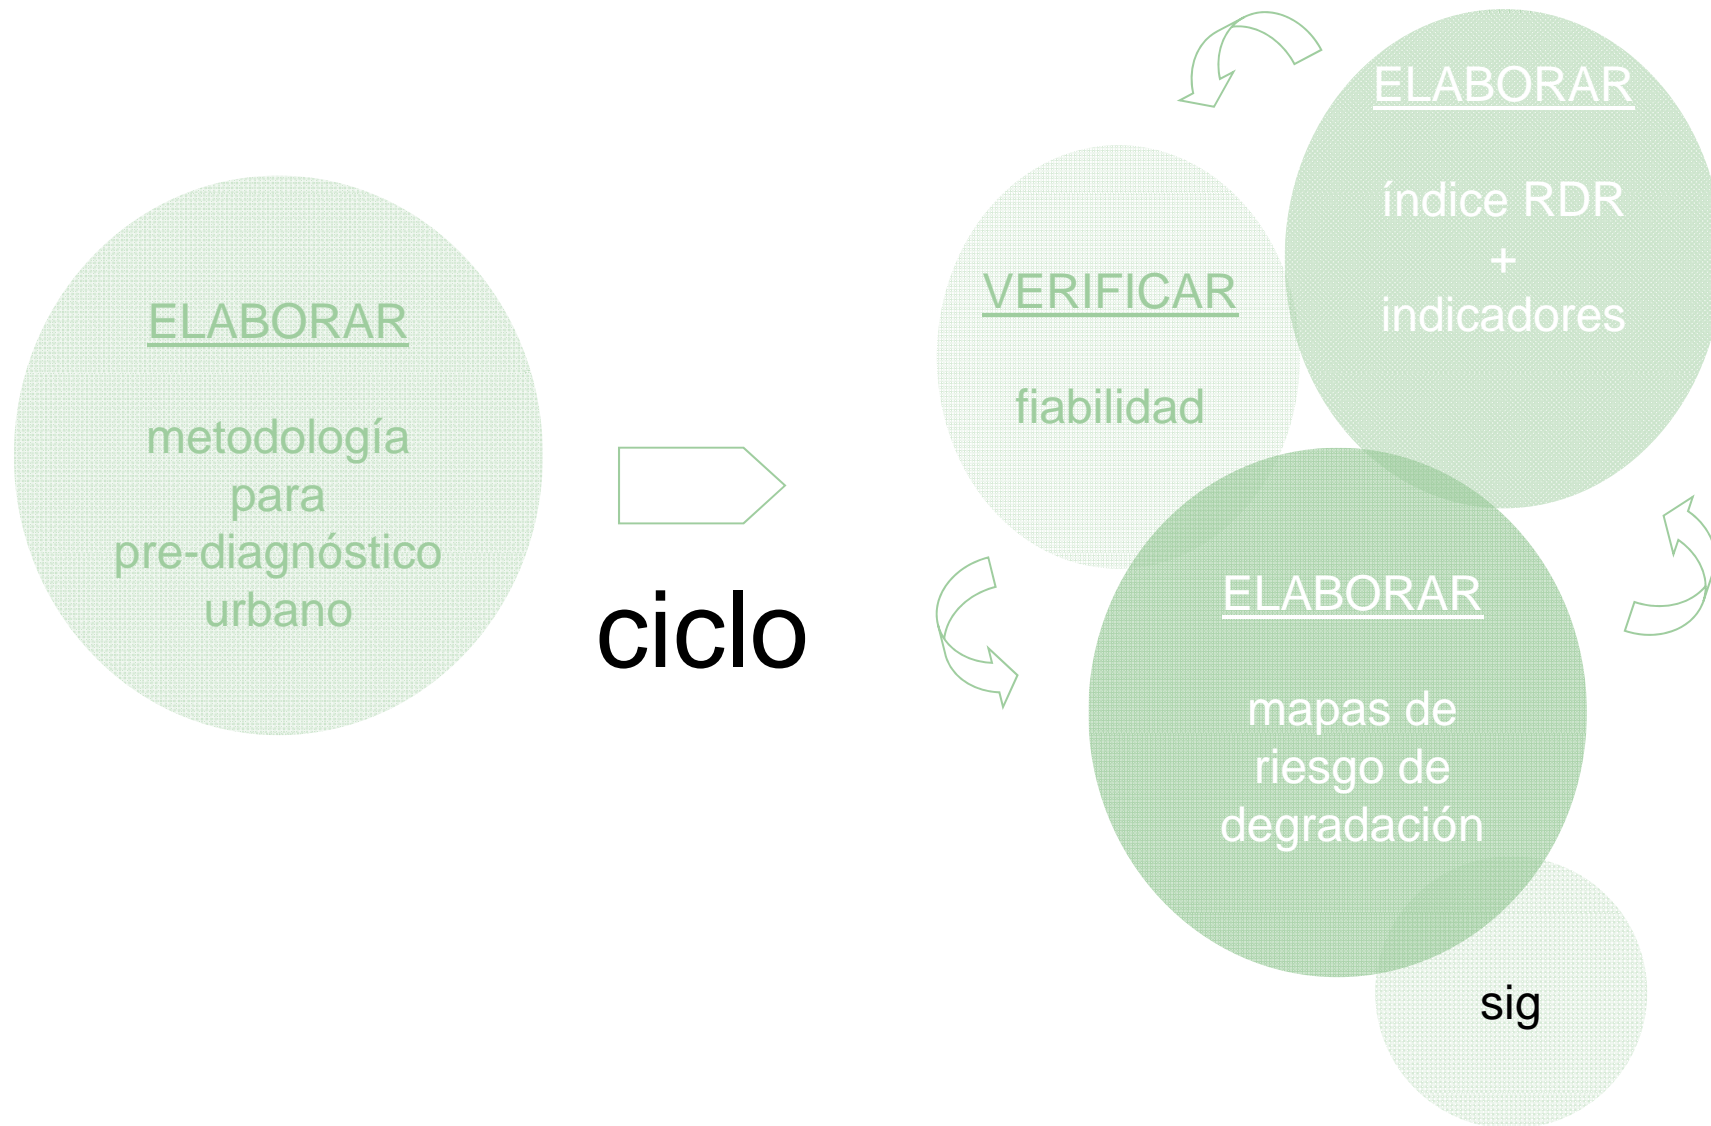 ELABORAR
metodología
para
pre-diagnóstico
urbano
ciclo
VERIFICAR
fiabilidad
ELABORAR
índice RDR
+
indicadores
ELABORAR
mapas de
riesgo de
degradación
sig